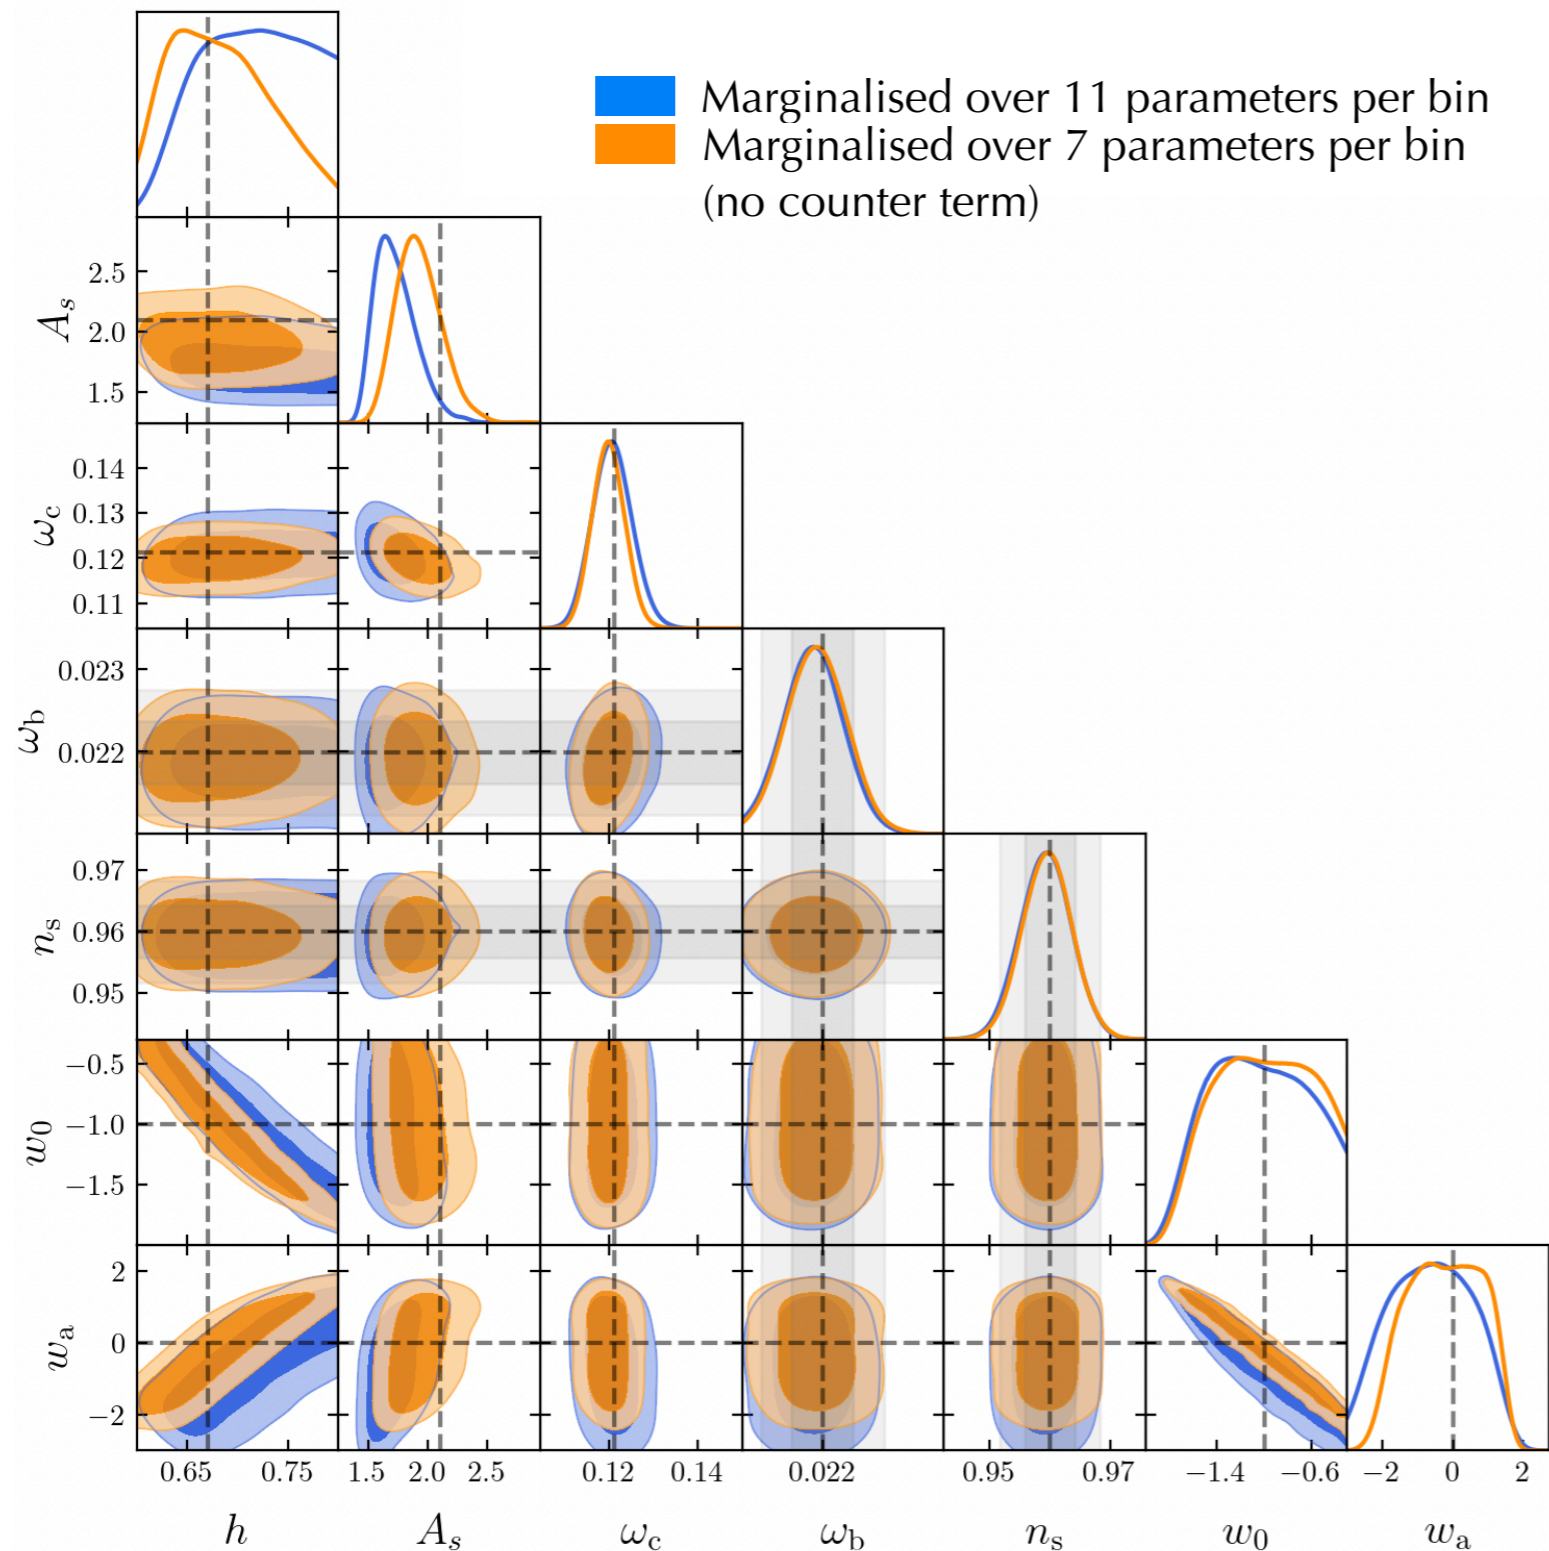 Marginalised over 11 parameters per bin
Marginalised over 7 parameters per bin
(no counter term)
A_s
2.5
2.0
1.5
ω_c
0.14
0.13
0.12
0.11
ω_b
0.023
0.022
n_s
0.97
0.96
0.95
w_0
−0.5
−1.0
−1.5
w_a
2
0
−2
0.65 0.75 1.5 2.0 2.5 0.12 0.14 0.022 0.95 0.97 −1.4 −0.6 −2 0 2
h A_s ω_c ω_b n_s w_0 w_a